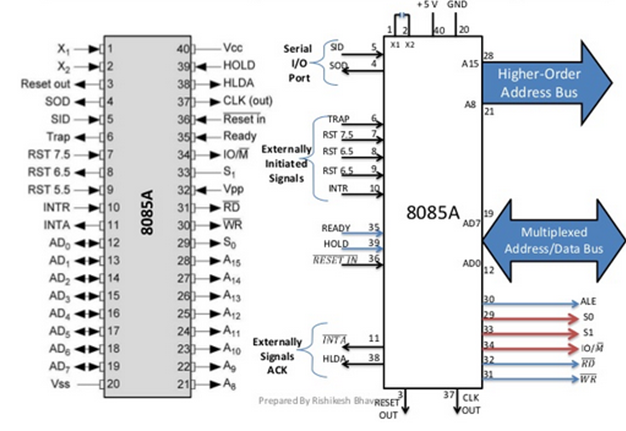 X1 1 40 Vcc
X2 2 39 HOLD
Reset out 3 38 HLDA
SOD 4 37 CLK (out)
SID 5 36 Reset in
Trap 6 35 Ready
RST 7.5 7 34 IO/M
RST 6.5 8 33 S1
RST 5.5 9 32 Vpp
INTR 10 31 RD
INTA 11 30 WR
AD0 12 29 S0
AD1 13 28 A15
AD2 14 27 A14
AD3 15 26 A13
AD4 16 25 A12
AD5 17 24 A11
AD6 18 23 A10
AD7 19 22 A9
Vss 20 21 A8
8085A
+5 V GND
1 2 40 20
X1 X2
Serial
I/O
Port
SID 5
SOD 4
Externally
Initiated
Signals
TRAP 6
RST 7.5 7
RST 6.5 8
RST 6.5 9
INTR 10
READY 35
HOLD 39
RESET IN 36
Externally
Signals
ACK
INTA 11
HLDA 38
8085A
A15 28
A8 21
Higher-Order
Address Bus
AD7 19
AD0 12
Multiplexed
Address/Data Bus
30 ALE
29 S0
33 S1
34 IO/M
32 RD
31 WR
3 37
RESET
OUT
CLK
OUT
Prepared By Rishikesh